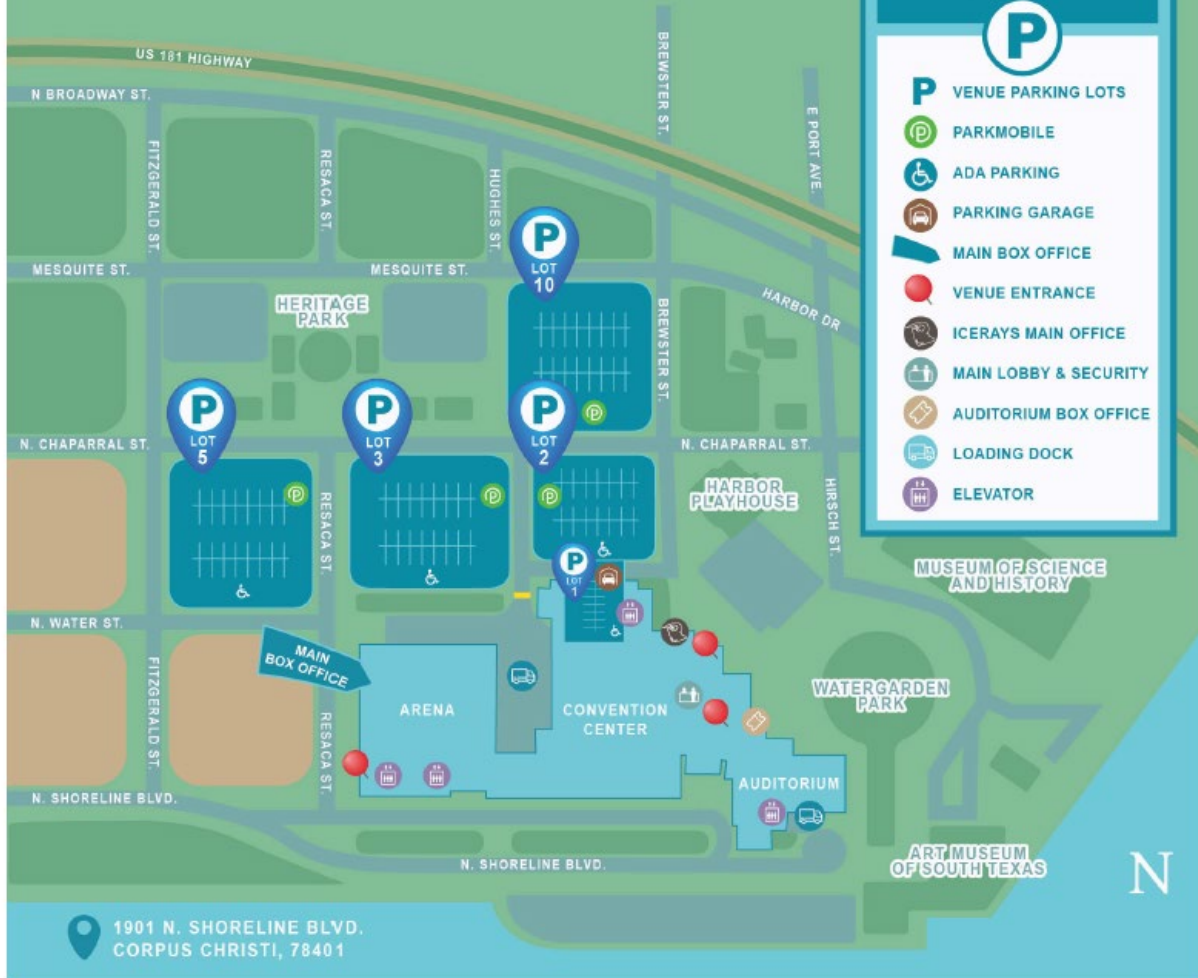 US 181 HIGHWAY
N BROADWAY ST.
BREWSTER ST.
E PORT AVE.
FITZGERALD ST.
RESACA ST.
HUGHES ST.
MESQUITE ST.
MESQUITE ST.
HARBOR DR
P
LOT
10
HERITAGE
PARK
BREWSTER ST.
P
LOT
5
P
LOT
3
P
LOT
2
N. CHAPARRAL ST.
N. CHAPARRAL ST.
HARBOR
PLAYHOUSE
HIRSCH ST.
RESACA ST.
P
LOT
1
MUSEUM OF SCIENCE
AND HISTORY
N. WATER ST.
MAIN
BOX OFFICE
FITZGERALD ST.
RESACA ST.
ARENA
CONVENTION
CENTER
WATERGARDEN
PARK
AUDITORIUM
N. SHORELINE BLVD.
N. SHORELINE BLVD.
ART MUSEUM
OF SOUTH TEXAS
N
1901 N. SHORELINE BLVD.
CORPUS CHRISTI, 78401
P
P VENUE PARKING LOTS
PARKMOBILE
ADA PARKING
PARKING GARAGE
MAIN BOX OFFICE
VENUE ENTRANCE
ICERAYS MAIN OFFICE
MAIN LOBBY & SECURITY
AUDITORIUM BOX OFFICE
LOADING DOCK
ELEVATOR